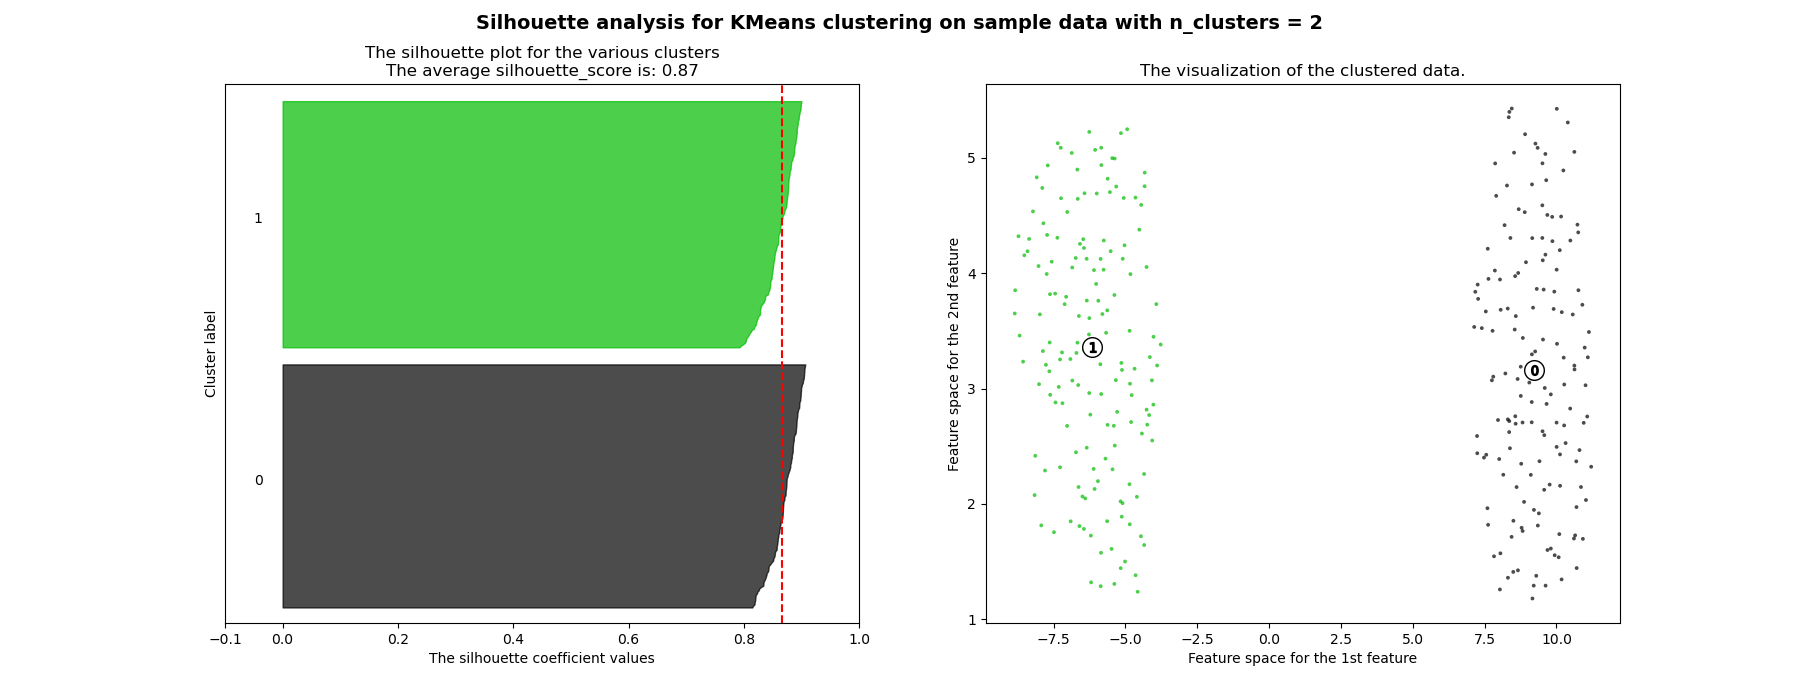 Silhouette analysis for KMeans clustering on sample data with n_clusters = 2
The silhouette plot for the various clusters
The average silhouette_score is: 0.87
1
0
Cluster label
−0.1 0.0 0.2 0.4 0.6 0.8 1.0
The silhouette coefficient values
The visualization of the clustered data.
5
4
3
2
1
Feature space for the 2nd feature
1
0
−7.5 −5.0 −2.5 0.0 2.5 5.0 7.5 10.0
Feature space for the 1st feature